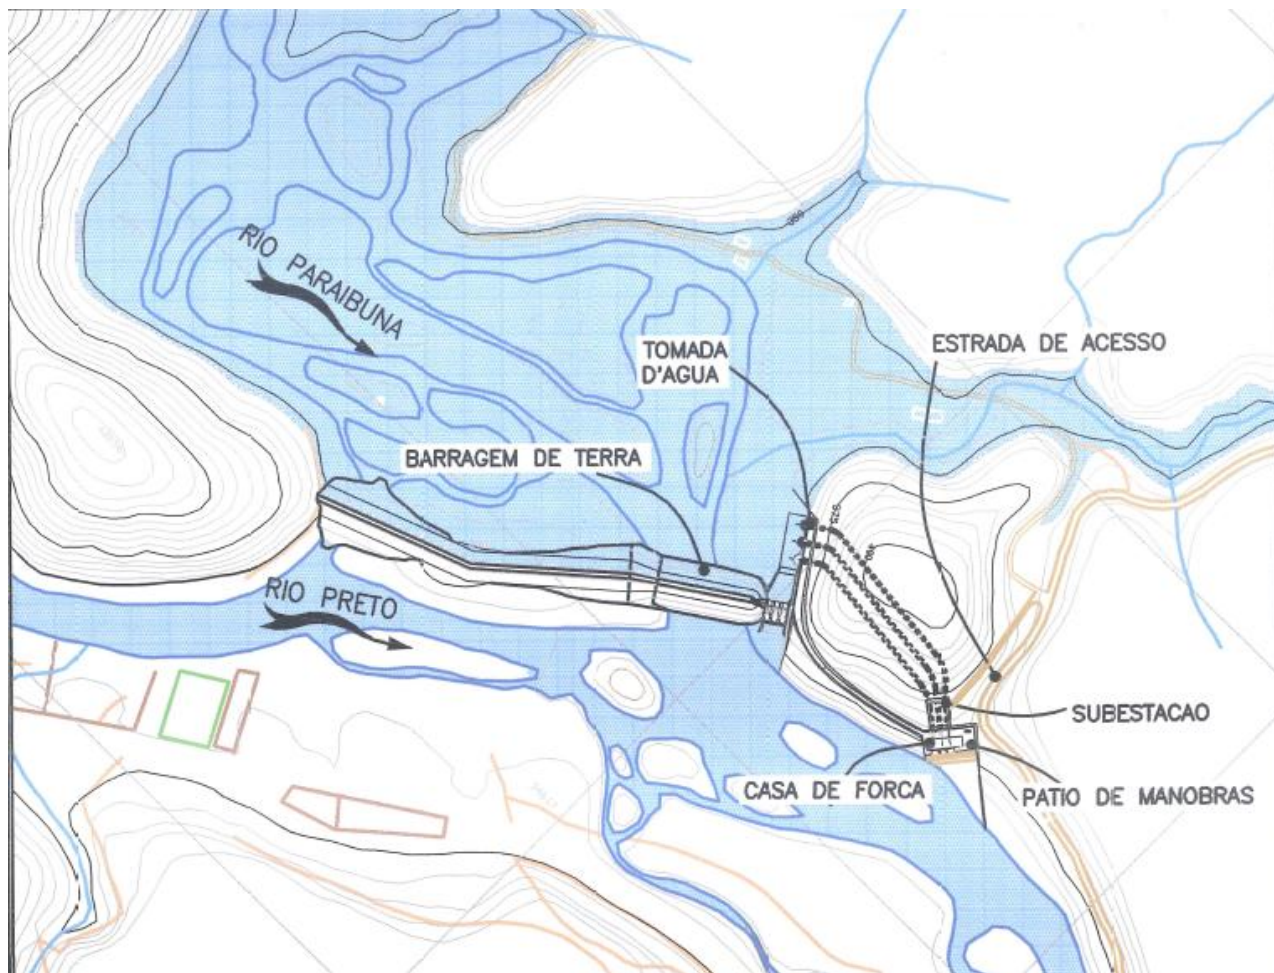 RIO PARAIBUNA
TOMADA
D'AGUA
ESTRADA DE ACESSO
BARRAGEM DE TERRA
RIO PRETO
SUBESTACAO
CASA DE FORCA
PATIO DE MANOBRAS